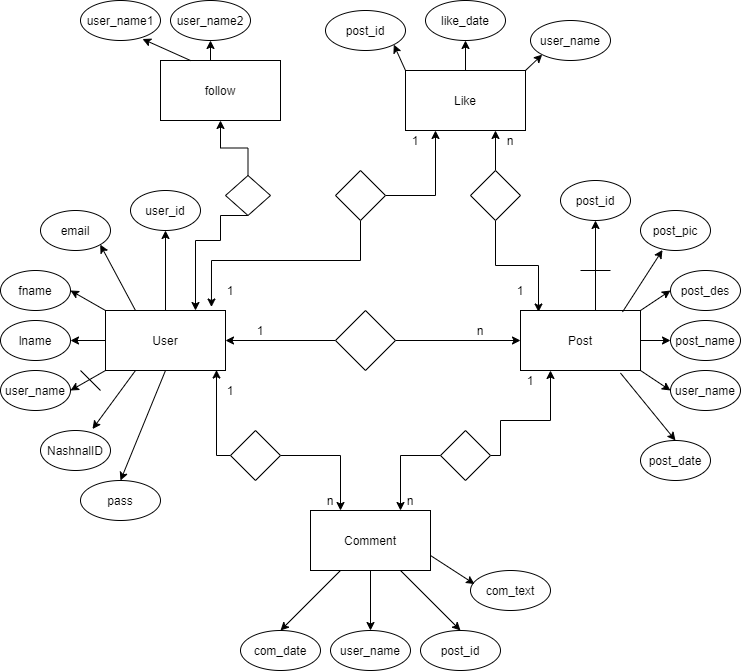 user_name1
user_name2
post_id
like_date
user_name
follow
Like
1
n
email
user_id
post_id
post_pic
fname
1
1
post_des
lname
User
1
n
Post
post_name
user_name
1
1
user_name
NashnalID
post_date
pass
n
n
Comment
com_text
com_date
user_name
post_id